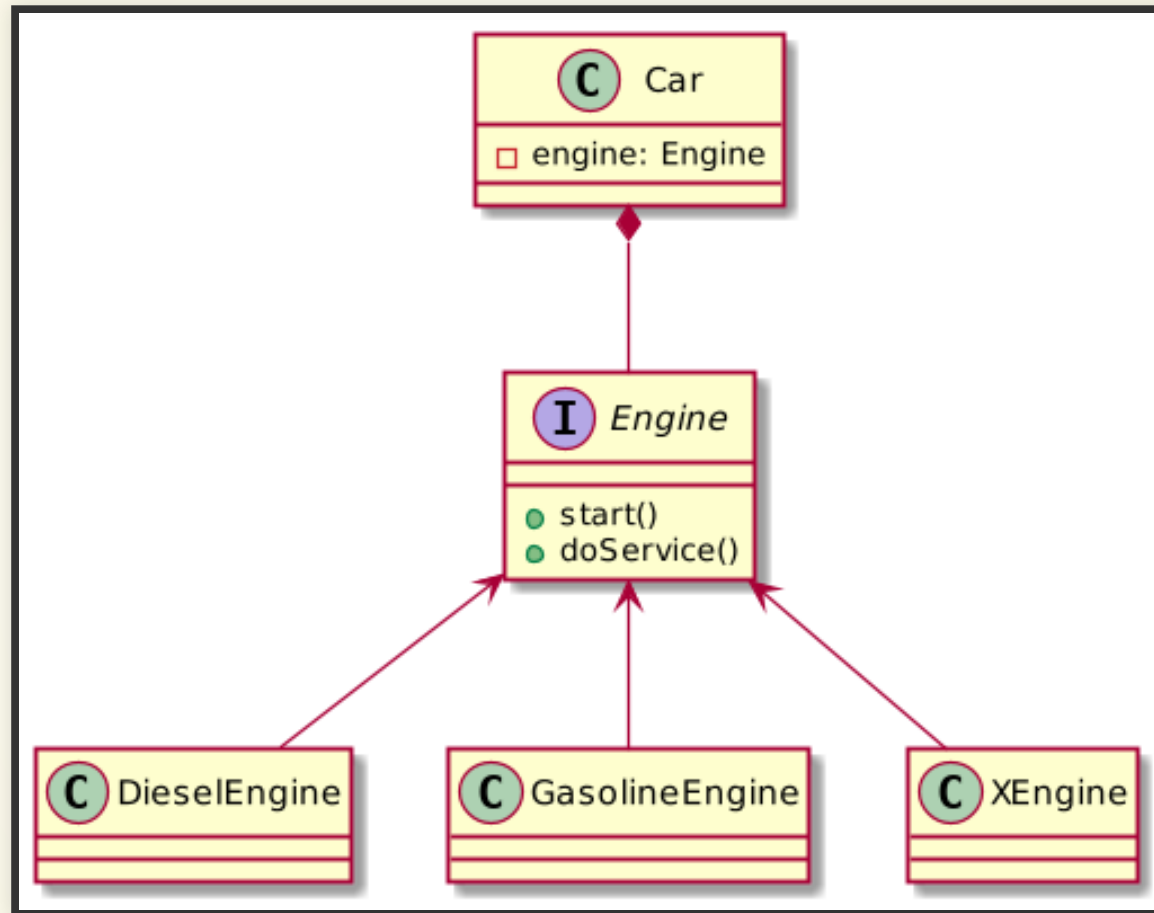 C Car
engine: Engine
I Engine
start()
doService()
C DieselEngine
C GasolineEngine
C XEngine